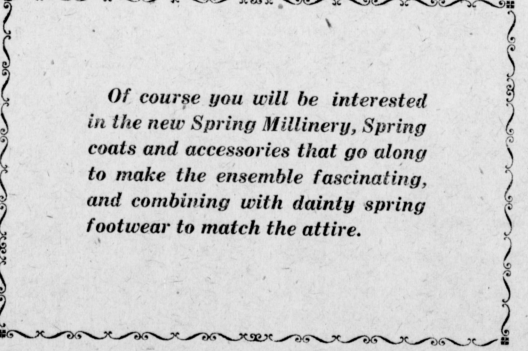 Of course you will be interested
in the new Spring Millinery, Spring
coats and accessories that go along
to make the ensemble fascinating,
and combining with dainty spring
footwear to match the attire.